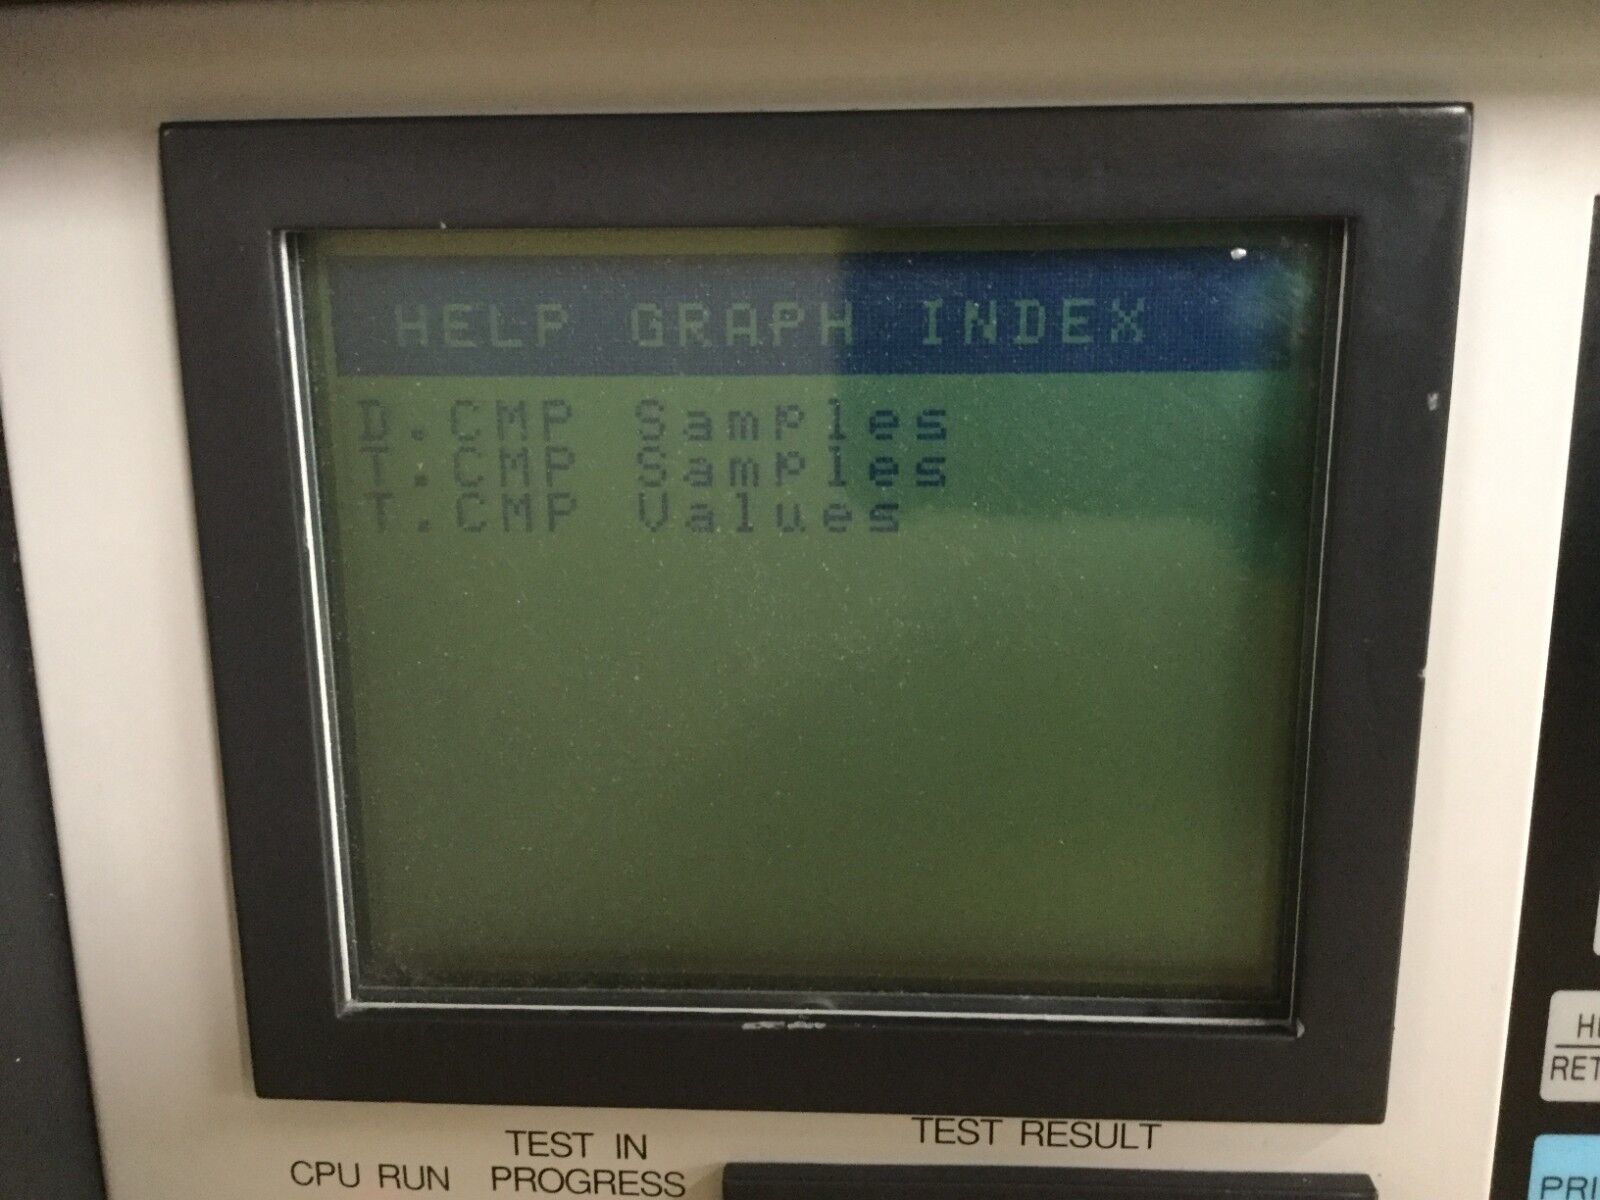 HELP GRAPH INDEX
D.CMP Samples
T.CMP Samples
T.CMP Values
CPU RUN
TEST IN
PROGRESS
TEST RESULT